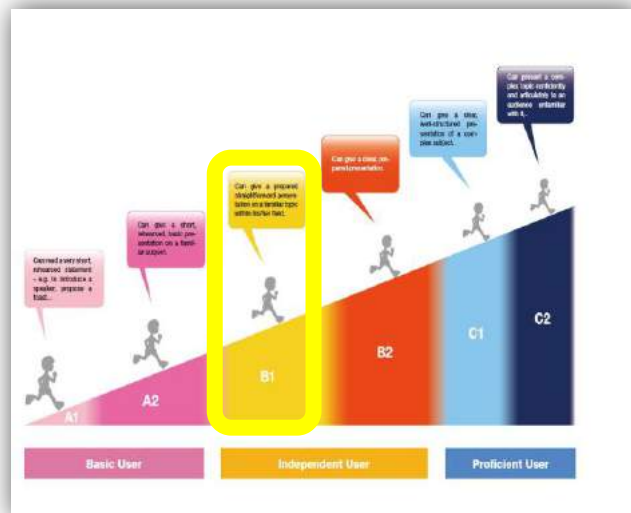 Can present a com-
plex topic confidently
and articulately to an
audience unfamiliar
with it...
Can give a clear,
well-structured pre-
sentation of a com-
plex subject...
Can give a clear, pre-
pared presentation.
Can give a prepared
straightforward presen-
tation on a familiar topic
within his/her field.
Can give a short,
rehearsed, basic pre-
sentation on a famil-
iar subject.
Can read a very short,
rehearsed statement
- e.g. to introduce a
speaker, propose a
toast...
A1
A2
B1
B2
C1
C2
Basic User
Independent User
Proficient User